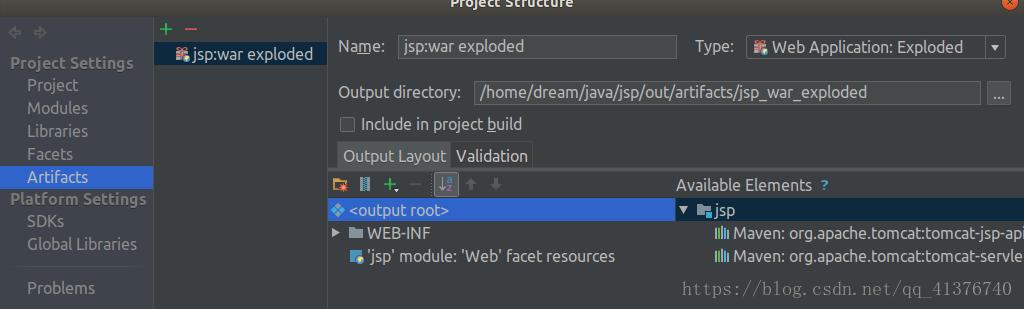 Project Structure
Project Settings
Project
Modules
Libraries
Facets
Artifacts
Platform Settings
SDKs
Global Libraries
Problems
jsp:war exploded
Name: jsp:war exploded Type: Web Application: Exploded
Output directory: /home/dream/java/jsp/out/artifacts/jsp_war_exploded ...
Include in project build
Output Layout Validation
a z
Available Elements ?
<output root>
WEB-INF
'jsp' module: 'Web' facet resources
jsp
Maven: org.apache.tomcat:tomcat-jsp-api
Maven: org.apache.tomcat:tomcat-servle
https://blog.csdn.net/qq_41376740